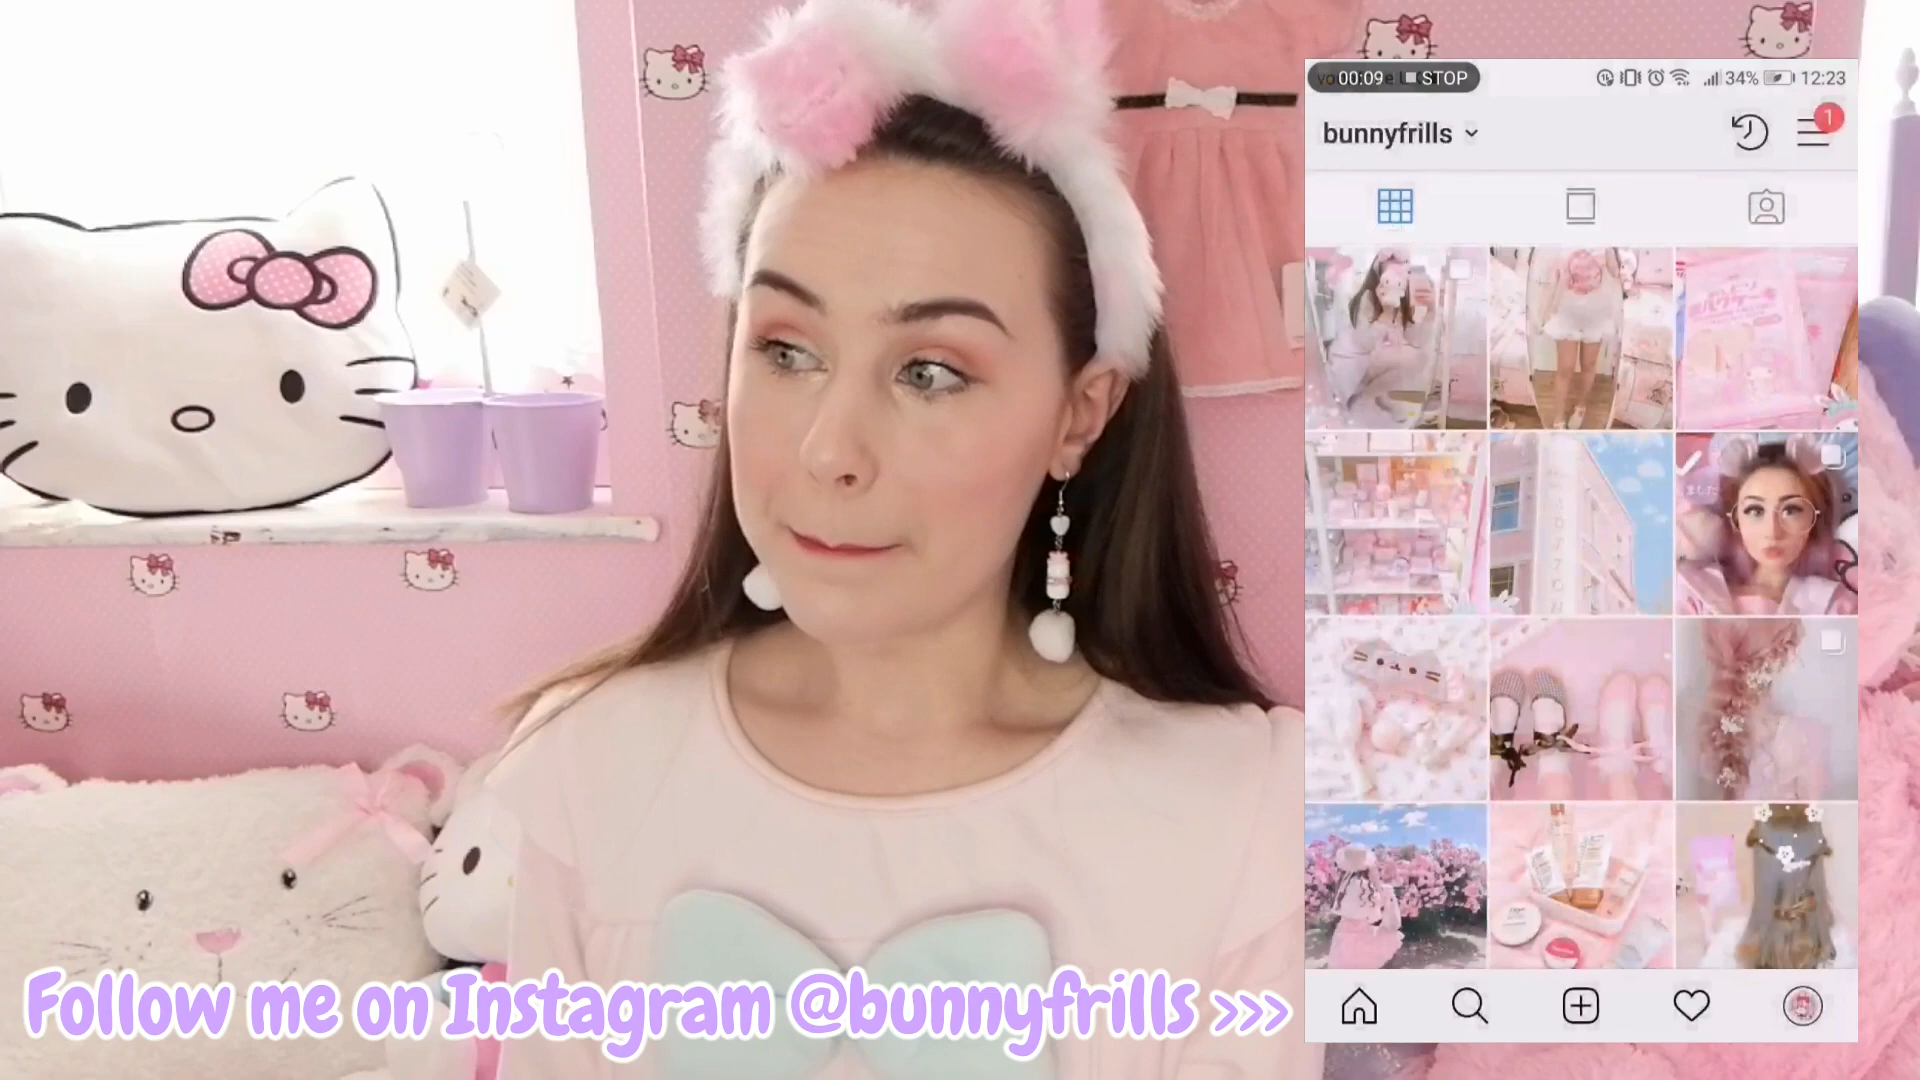 00:09 STOP
34% 12:23
bunnyfrills
1
Follow me on Instagram @bunnyfrills >>>